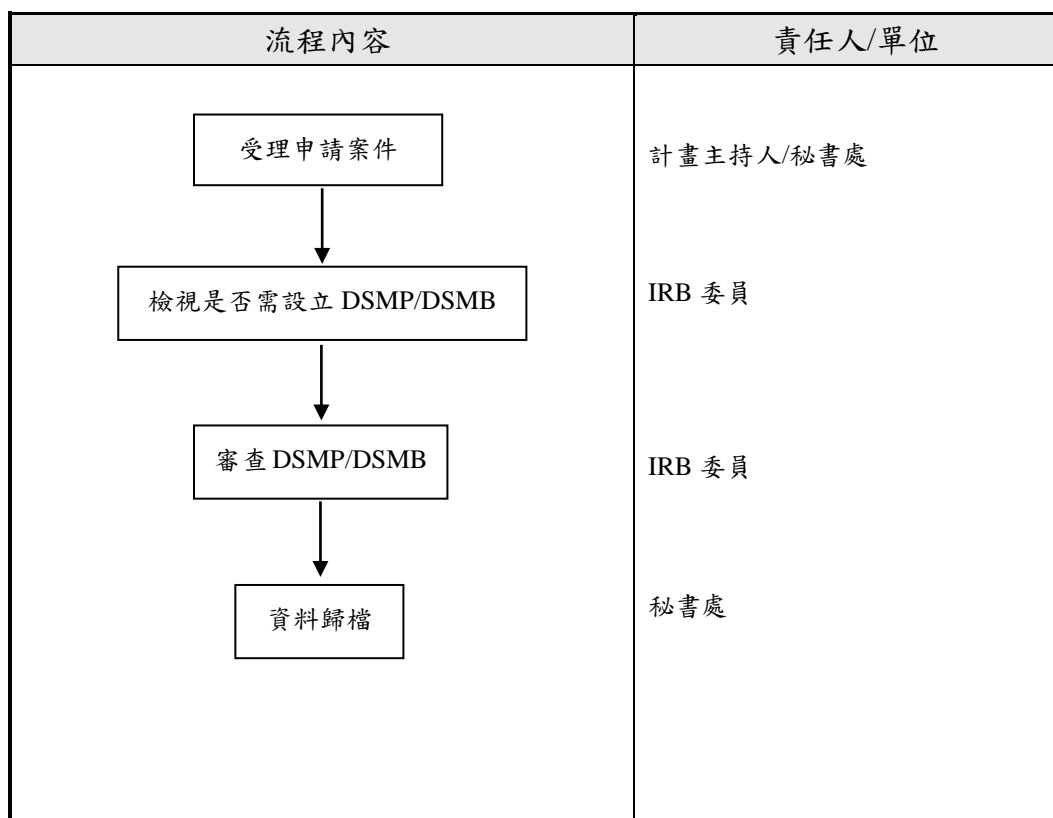 流程內容
責任人/單位
受理申請案件
計畫主持人/秘書處
檢視是否需設立 DSMP/DSMB
IRB 委員
審查 DSMP/DSMB
IRB 委員
資料歸檔
秘書處